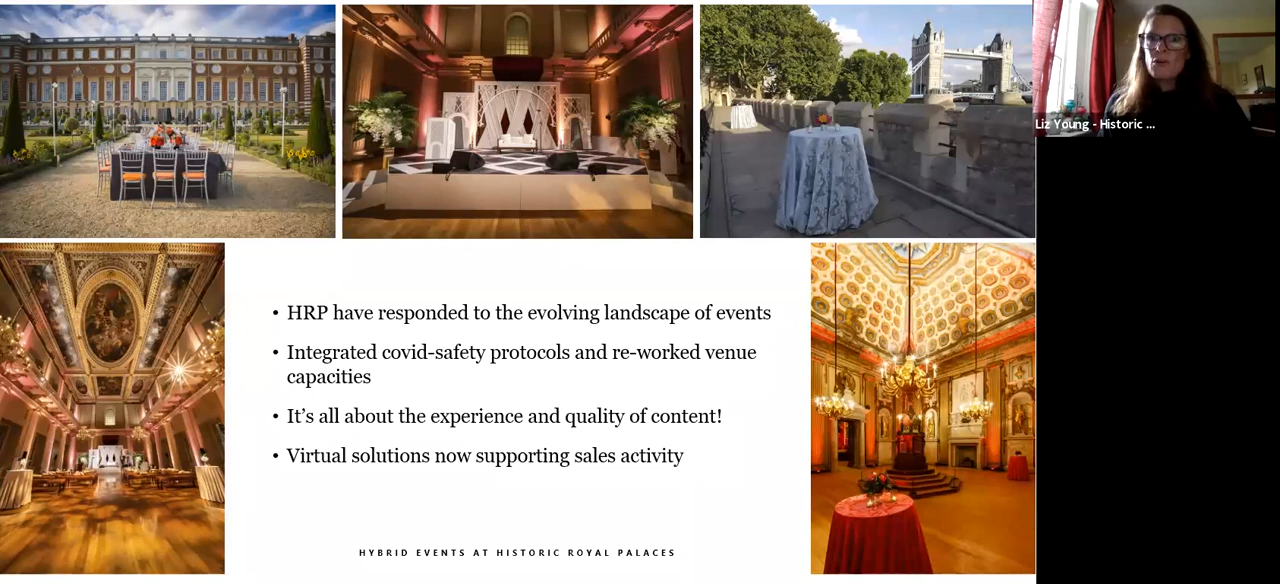 Liz Young - Historic ...
• HRP have responded to the evolving landscape of events
• Integrated covid-safety protocols and re-worked venue
capacities
• It’s all about the experience and quality of content!
• Virtual solutions now supporting sales activity
HYBRID EVENTS AT HISTORIC ROYAL PALACES